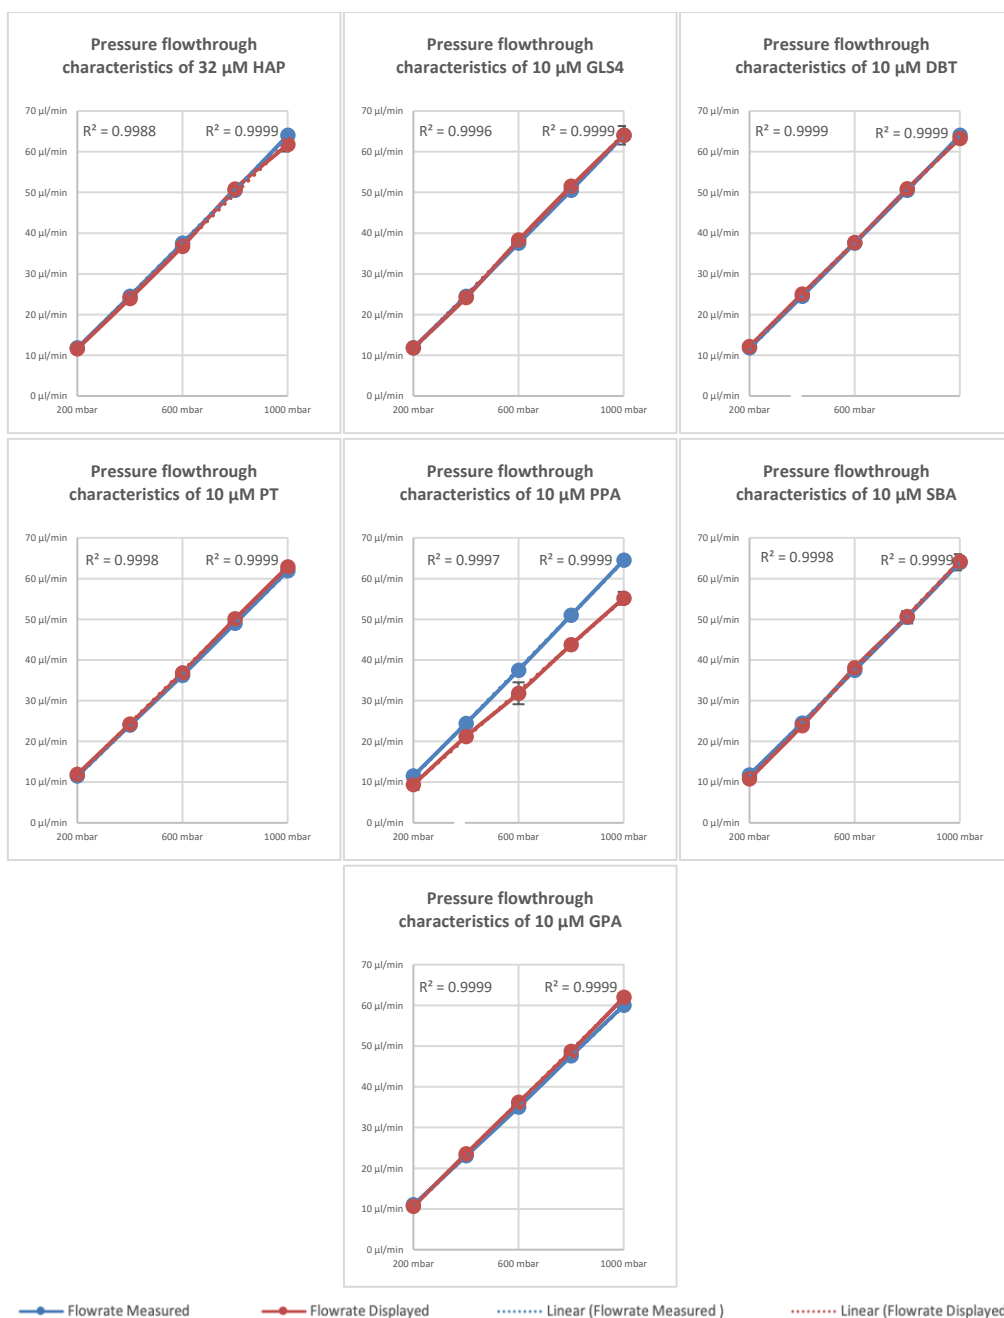 Pressure flowthrough
characteristics of 32 µM HAP
70 µl/min
R² = 0.9988
R² = 0.9999
60 µl/min
50 µl/min
40 µl/min
30 µl/min
20 µl/min
10 µl/min
0 µl/min
200 mbar
600 mbar
1000 mbar
Pressure flowthrough
characteristics of 10 µM GLS4
70 µl/min
R² = 0.9996
R² = 0.9999
60 µl/min
50 µl/min
40 µl/min
30 µl/min
20 µl/min
10 µl/min
0 µl/min
200 mbar
600 mbar
1000 mbar
Pressure flowthrough
characteristics of 10 µM DBT
70 µl/min
R² = 0.9999
R² = 0.9999
60 µl/min
50 µl/min
40 µl/min
30 µl/min
20 µl/min
10 µl/min
0 µl/min
200 mbar
600 mbar
Pressure flowthrough
characteristics of 10 µM PT
70 µl/min
R² = 0.9998
R² = 0.9999
60 µl/min
50 µl/min
40 µl/min
30 µl/min
20 µl/min
10 µl/min
0 µl/min
200 mbar
600 mbar
1000 mbar
Pressure flowthrough
characteristics of 10 µM PPA
70 µl/min
R² = 0.9997
R² = 0.9999
60 µl/min
50 µl/min
40 µl/min
30 µl/min
20 µl/min
10 µl/min
0 µl/min
200 mbar
600 mbar
1000 mbar
Pressure flowthrough
characteristics of 10 µM SBA
70 µl/min
R² = 0.9998
R² = 0.9999
60 µl/min
50 µl/min
40 µl/min
30 µl/min
20 µl/min
10 µl/min
0 µl/min
200 mbar
600 mbar
1000 mbar
Pressure flowthrough
characteristics of 10 µM GPA
70 µl/min
R² = 0.9999
R² = 0.9999
60 µl/min
50 µl/min
40 µl/min
30 µl/min
20 µl/min
10 µl/min
0 µl/min
200 mbar
600 mbar
1000 mbar
Flowrate Measured
Flowrate Displayed
Linear (Flowrate Measured )
Linear (Flowrate Displayed